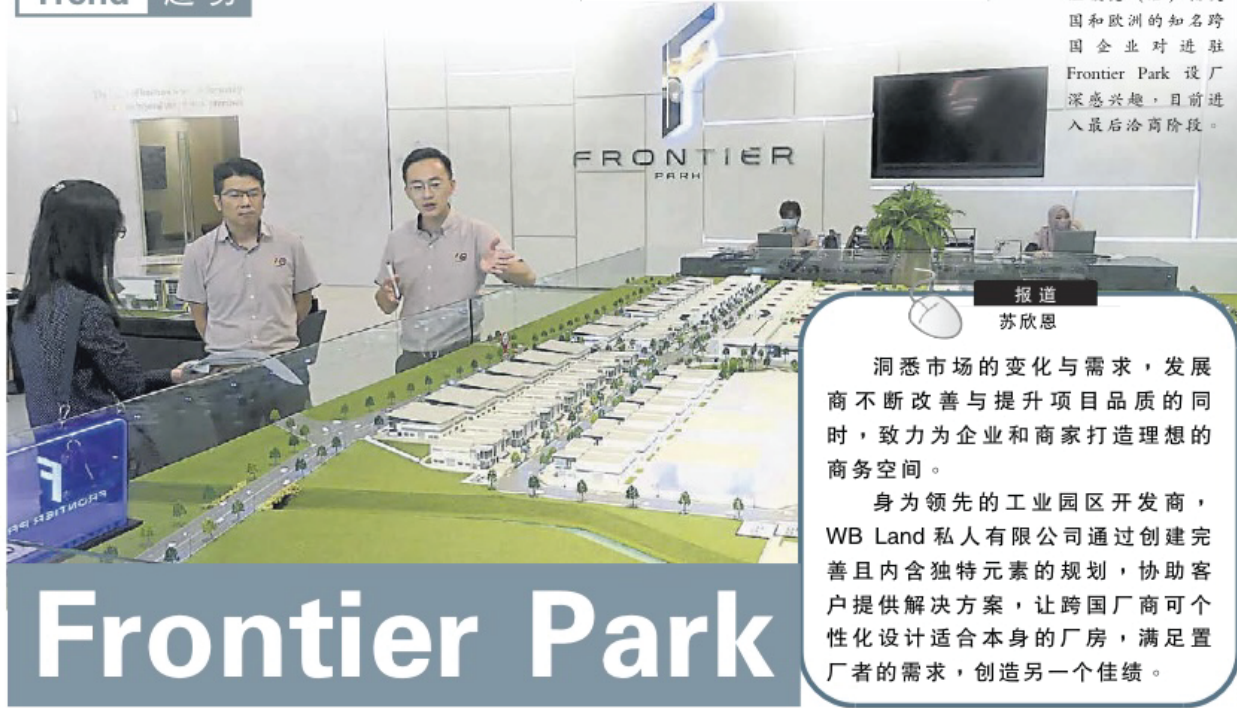 Trend 趋势
国和欧洲的知名跨
国企业对进驻
Frontier Park 设厂
深感兴趣，目前进
入最后洽商阶段。
FRONTIER
PARK
报道
苏欣恩
洞悉市场的变化与需求，发展
商不断改善与提升项目品质的同
时，致力为企业和商家打造理想的
商务空间。
身为领先的工业园区开发商，
WB Land 私人有限公司通过创建完
善且内含独特元素的规划，协助客
户提供解决方案，让跨国厂商可个
性化设计适合本身的厂房，满足置
厂者的需求，创造另一个佳绩。
FRONTIER PARK
Frontier Park